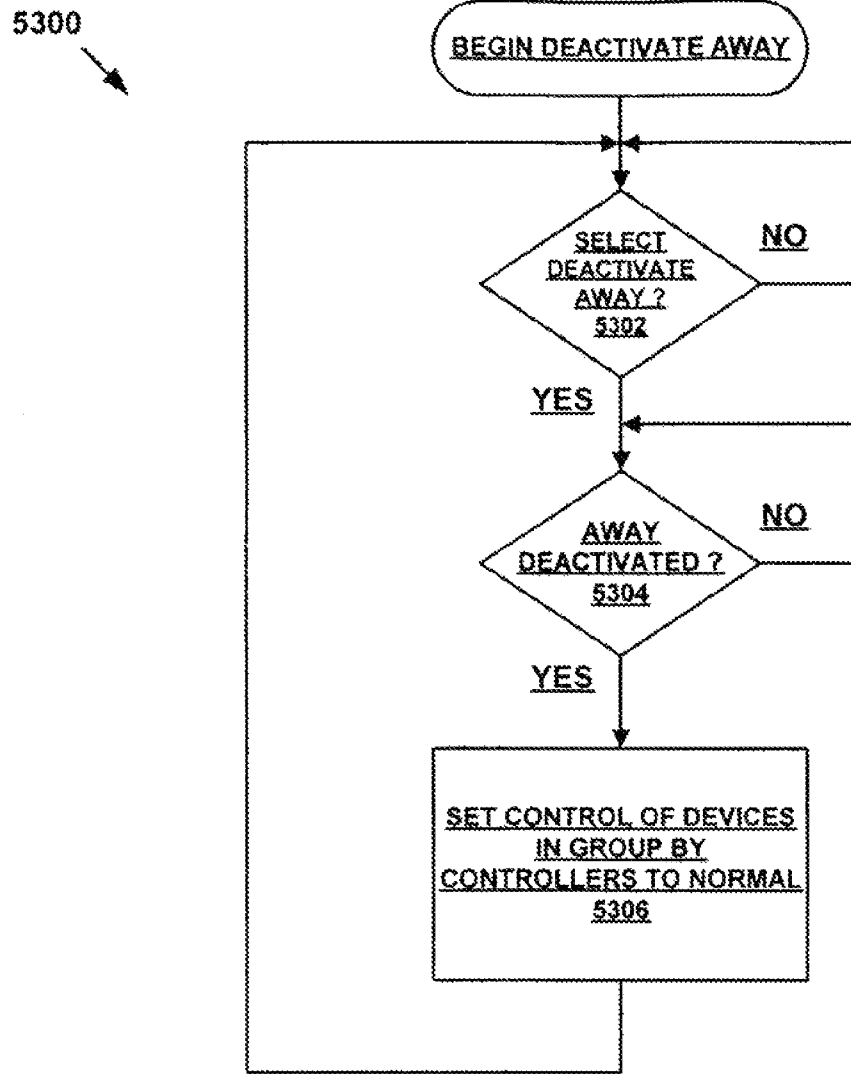 5300
BEGIN DEACTIVATE AWAY
SELECT
DEACTIVATE
AWAY ?
5302
NO
YES
AWAY
DEACTIVATED ?
5304
NO
YES
SET CONTROL OF DEVICES
IN GROUP BY
CONTROLLERS TO NORMAL
5306